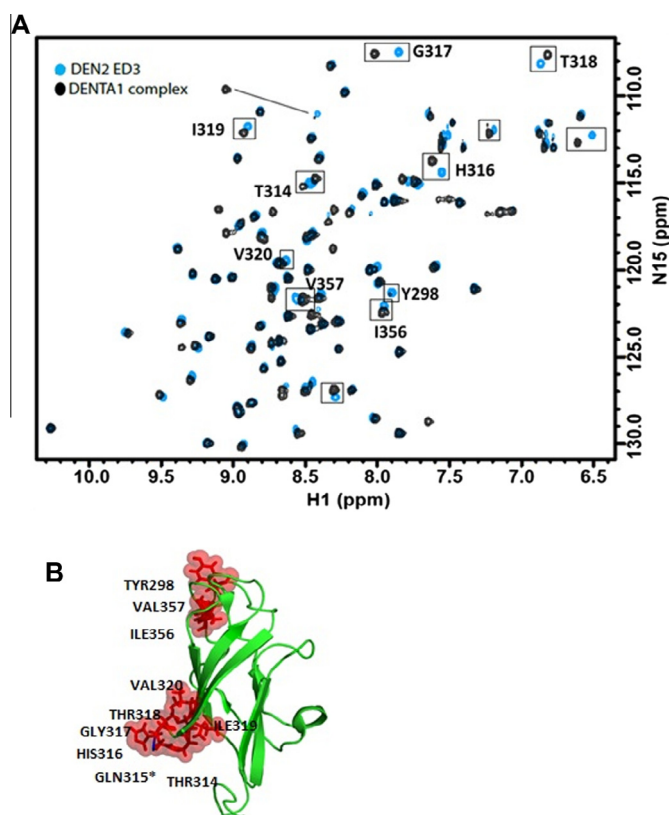 A
DEN2 ED3
DENTA1 complex
G317
T318
I319
H316
T314
V320
V357
Y298
I356
110.0
115.0
120.0
125.0
130.0
N15 (ppm)
10.0 9.5 9.0 8.5 8.0 7.5 7.0 6.5
H1 (ppm)
B
TYR298
VAL357
ILE356
VAL320
THR318
ILE319
GLY317
HIS316
GLN315*
THR314